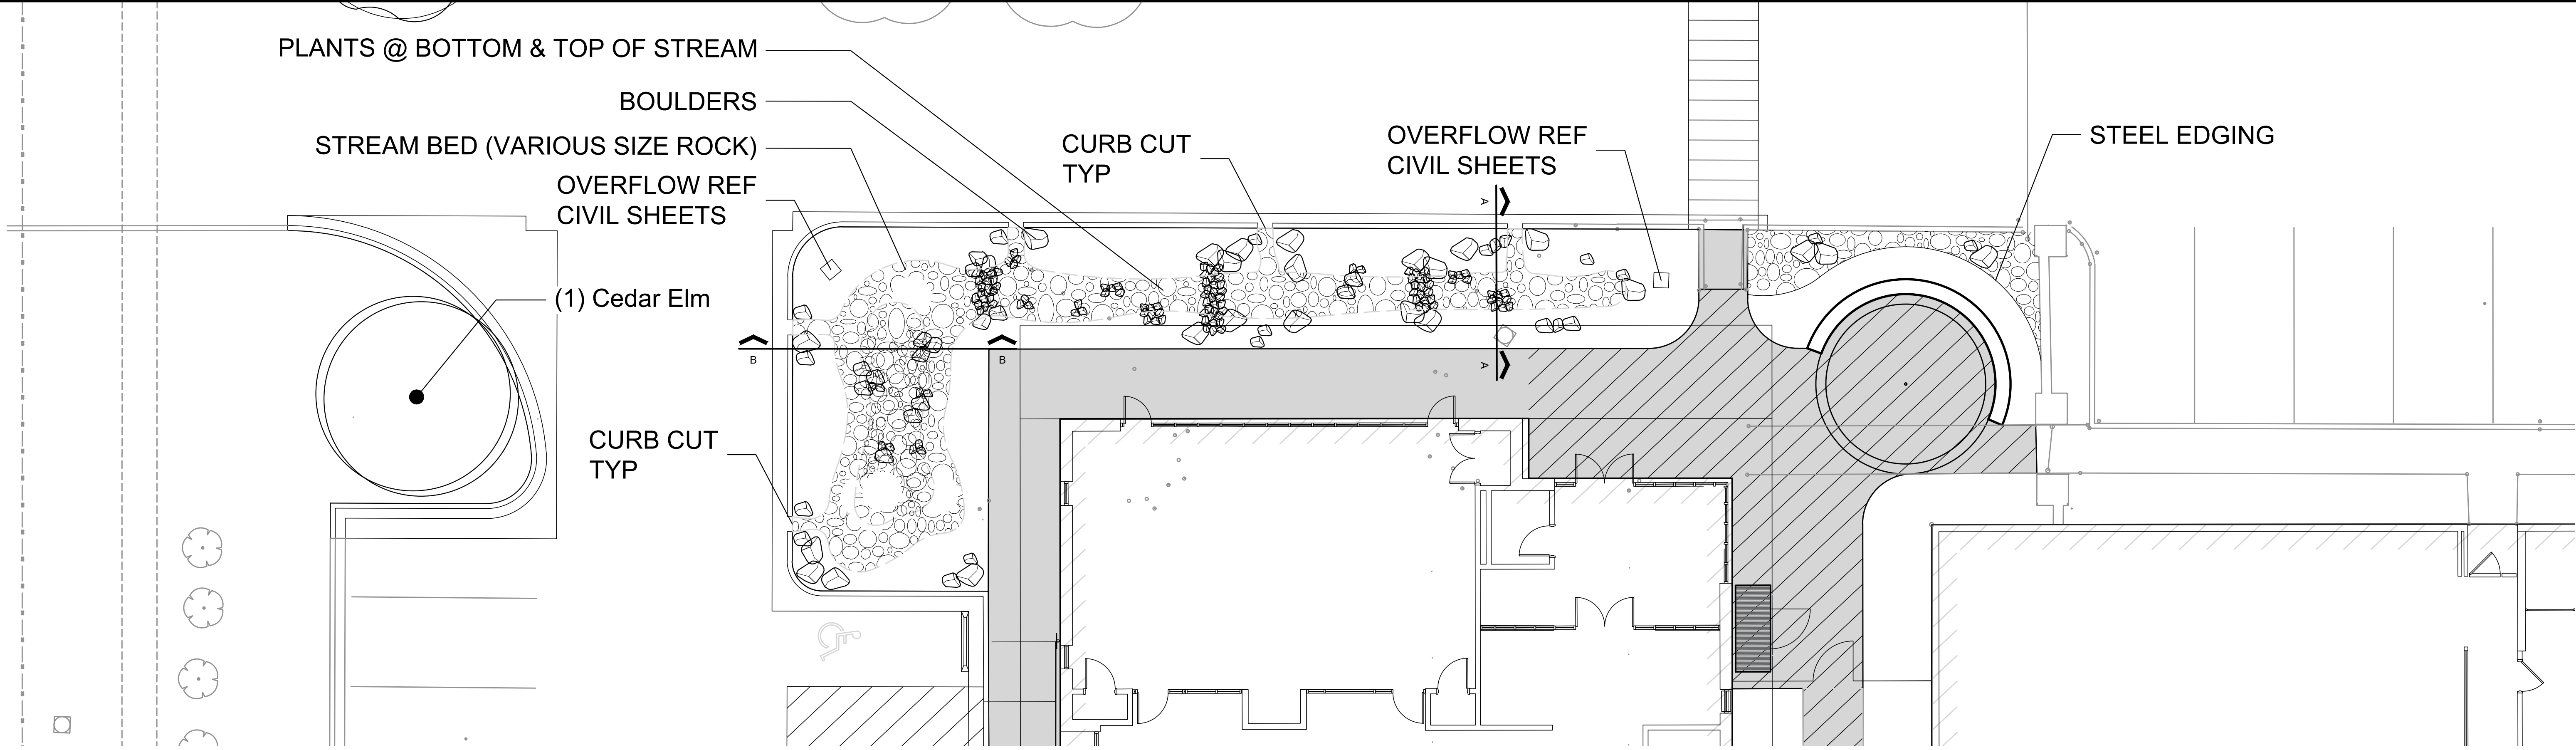 PLANTS @ BOTTOM & TOP OF STREAM
BOULDERS
STREAM BED (VARIOUS SIZE ROCK)
OVERFLOW REF
CIVIL SHEETS
CURB CUT
TYP
OVERFLOW REF
CIVIL SHEETS
STEEL EDGING
A
(1) Cedar Elm
B
B
A
CURB CUT
TYP